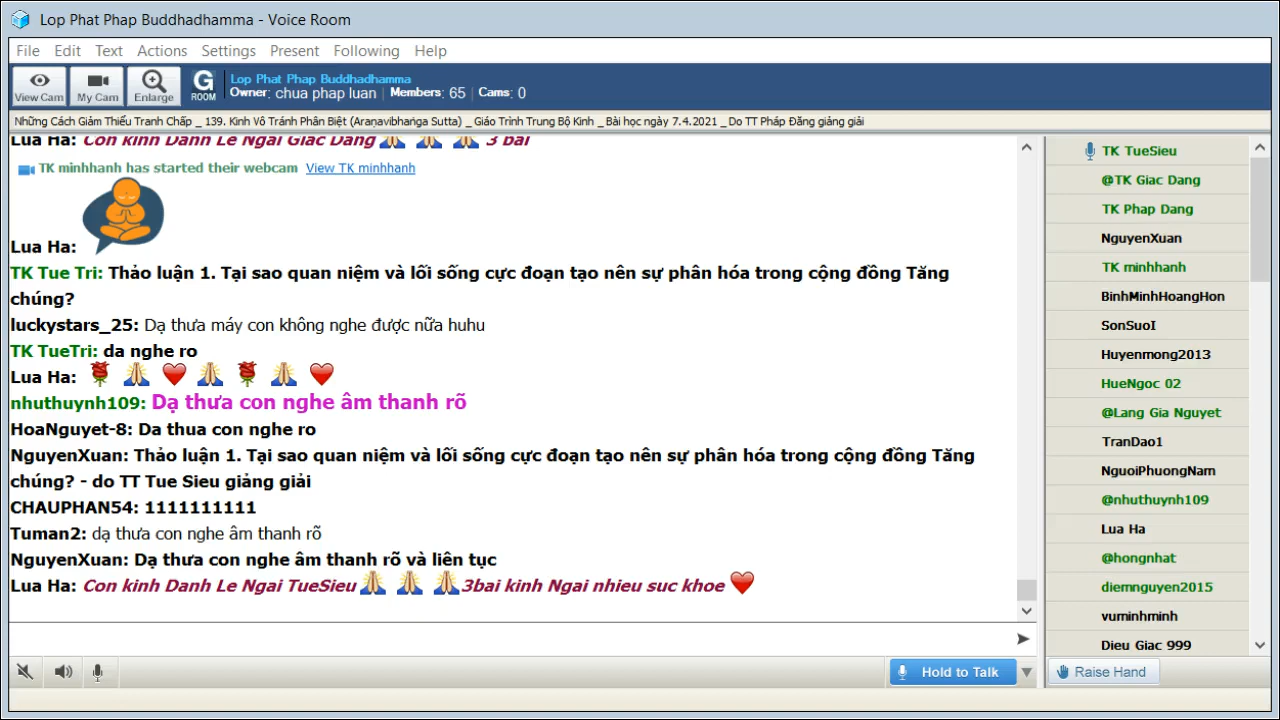 Lop Phat Phap Buddhadhamma - Voice Room
File Edit Text Actions Settings Present Following Help
View Cam My Cam Enlarge G ROOM
Lop Phat Phap Buddhadhamma
Owner: chua phap luan Members: 65 Cams: 0
Những Cách Giảm Thiểu Tranh Chấp _ 139. Kinh Vô Tránh Phân Biệt (Araṇavibhaṅga Sutta) _Giáo Trình Trung Bộ Kinh _Bài học ngày 7.4.2021 _Do TT Pháp Đăng giảng giải
Lua Ha: Con kinh Danh Le Ngai Giac Dang 3 bai
TK minhhanh has started their webcam View TK minhhanh
Lua Ha:
TK Tue Tri: Thảo luận 1. Tại sao quan niệm và lối sống cực đoạn tạo nên sự phân hóa trong cộng đồng Tăng
chúng?
luckystars_25: Dạ thưa máy con không nghe được nữa huhu
TK TueTri: da nghe ro
Lua Ha: 🌹 🙏 ❤️ 🙏 🌹 🙏 ❤️
nhuthuynh109: Dạ thưa con nghe âm thanh rõ
HoaNguyet-8: Da thua con nghe ro
NguyenXuan: Thảo luận 1. Tại sao quan niệm và lối sống cực đoạn tạo nên sự phân hóa trong cộng đồng Tăng
chúng? - do TT Tue Sieu giảng giải
CHAUPHAN54: 1111111111
Tuman2: dạ thưa con nghe âm thanh rõ
NguyenXuan: Dạ thưa con nghe âm thanh rõ và liên tục
Lua Ha: Con kinh Danh Le Ngai TueSieu 🙏 🙏 🙏3bai kinh Ngai nhieu suc khoe ❤️
Hold to Talk
TK TueSieu
@TK Giac Dang
TK Phap Dang
NguyenXuan
TK minhhanh
BinhMinhHoangHon
SonSuoI
Huyenmong2013
HueNgoc 02
@Lang Gia Nguyet
TranDao1
NguoiPhuongNam
@nhuthuynh109
Lua Ha
@hongnhat
diemnguyen2015
vuminhminh
Dieu Giac 999
Raise Hand